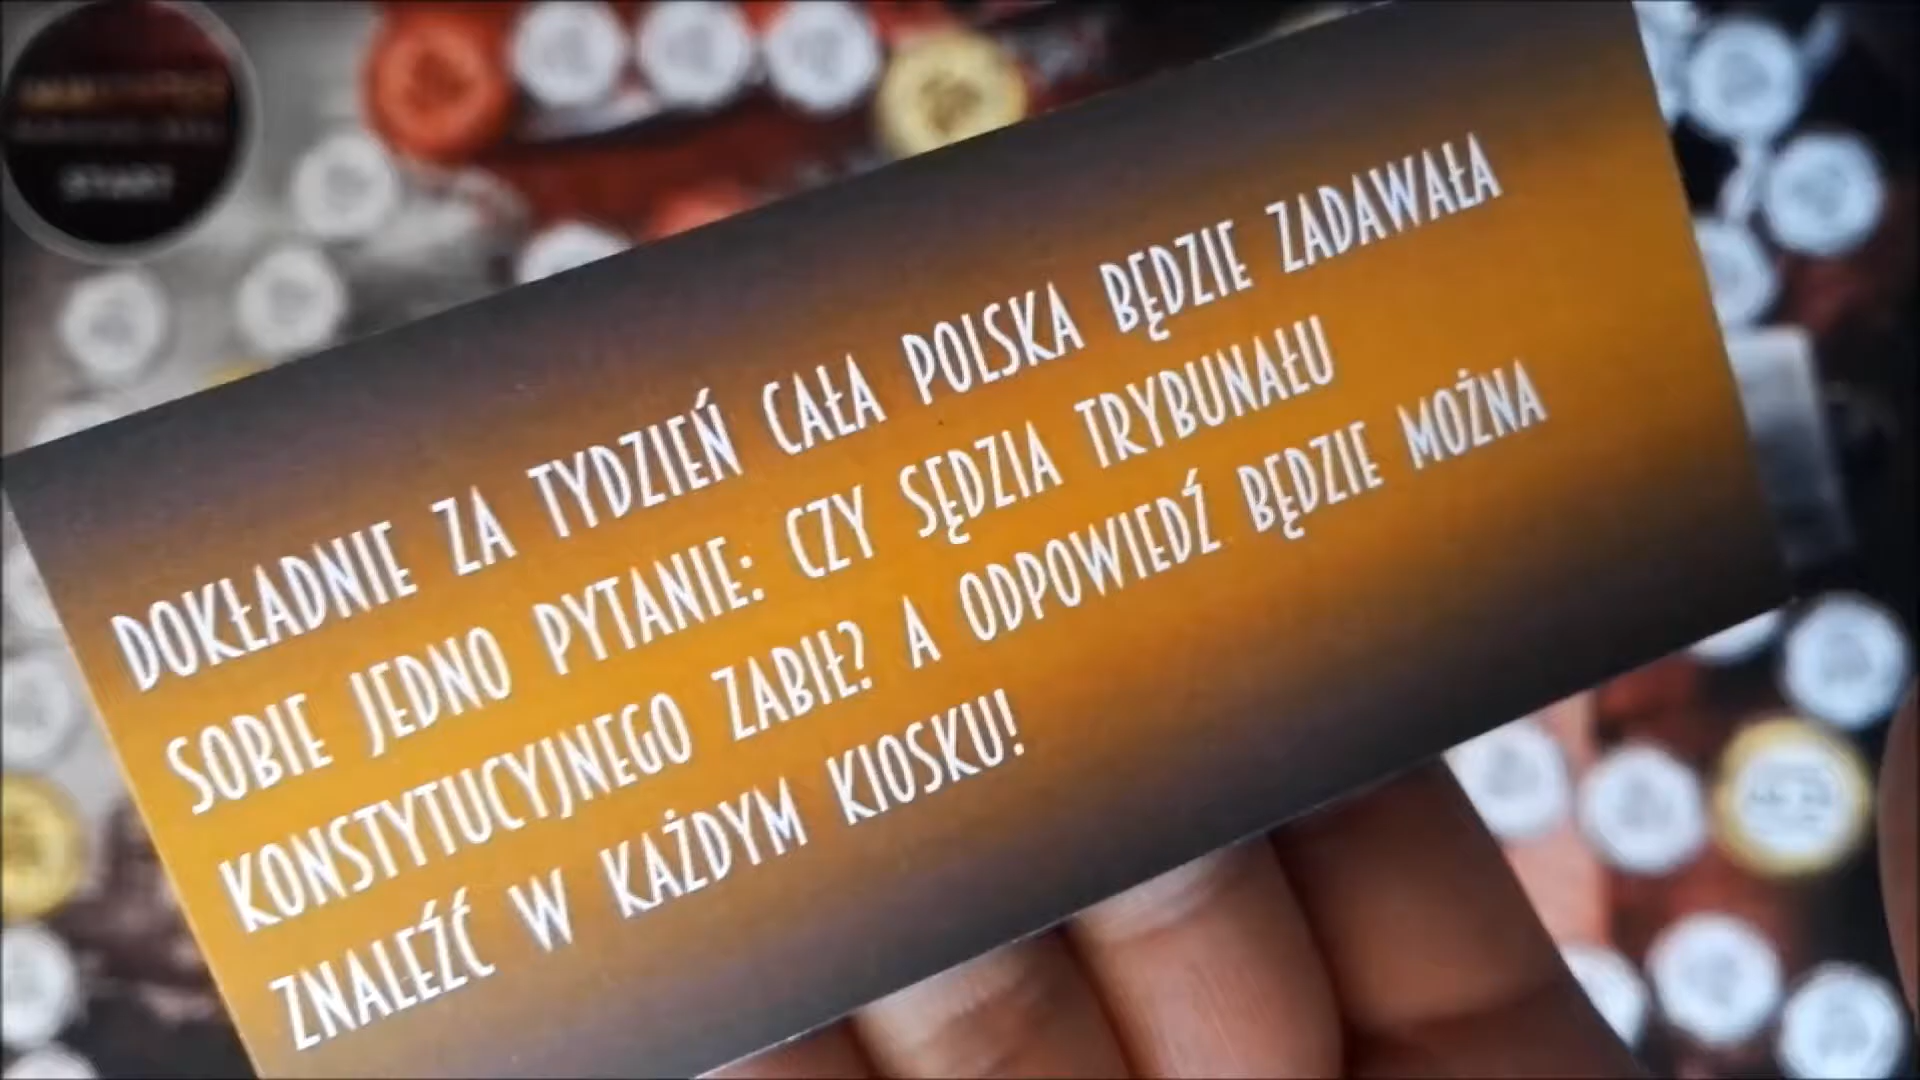 DOKŁADNIE ZA TYDZIEŃ CAŁA POLSKA BĘDZIE ZADAWAŁA
SOBIE JEDNO PYTANIE: CZY SĘDZIA TRYBUNAŁU
KONSTYTUCYJNEGO ZABIŁ? A ODPOWIEDŹ BĘDZIE MOŻNA
ZNALEŹĆ W KAŻDYM KIOSKU!
START